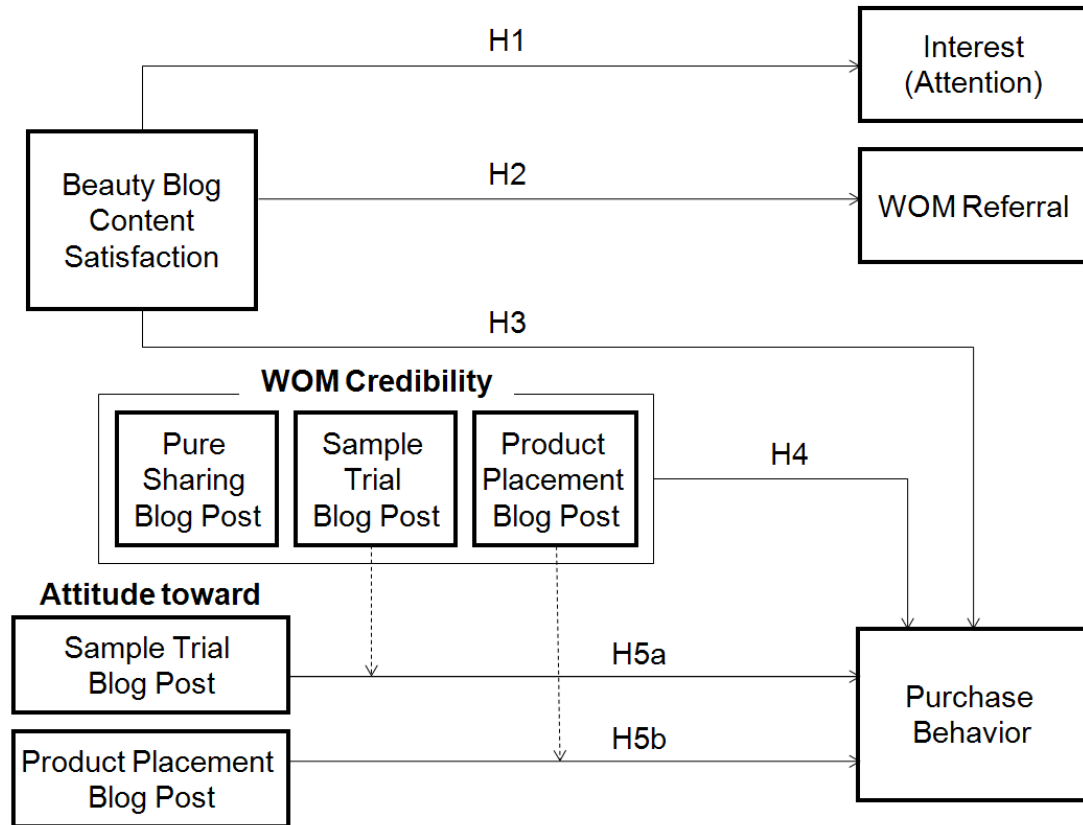 H1
Interest
(Attention)
Beauty Blog
Content
Satisfaction
H2
WOM Referral
H3
WOM Credibility
Pure
Sharing
Blog Post
Sample
Trial
Blog Post
Product
Placement
Blog Post
H4
Attitude toward
Sample Trial
Blog Post
H5a
Product Placement
Blog Post
H5b
Purchase
Behavior